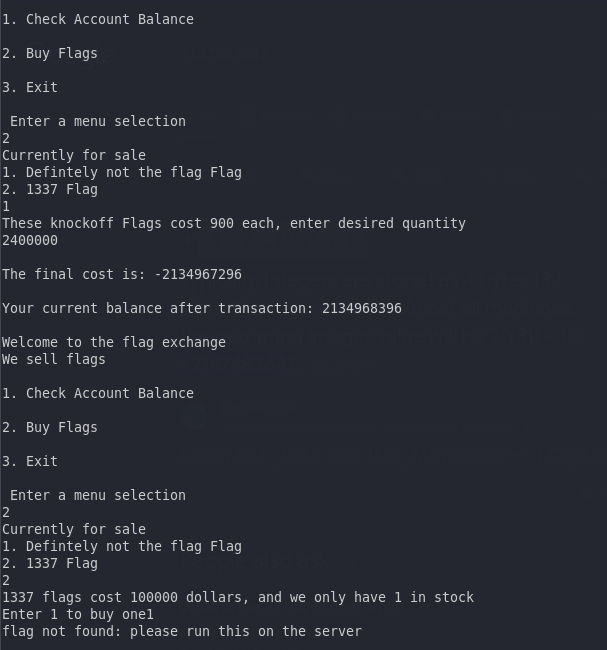 1. Check Account Balance
2. Buy Flags
3. Exit
Enter a menu selection
2
Currently for sale
1. Defintely not the flag Flag
2. 1337 Flag
1
These knockoff Flags cost 900 each, enter desired quantity
2400000
The final cost is: -2134967296
Your current balance after transaction: 2134968396
Welcome to the flag exchange
We sell flags
1. Check Account Balance
2. Buy Flags
3. Exit
Enter a menu selection
2
Currently for sale
1. Defintely not the flag Flag
2. 1337 Flag
2
1337 flags cost 100000 dollars, and we only have 1 in stock
Enter 1 to buy one1
flag not found: please run this on the server